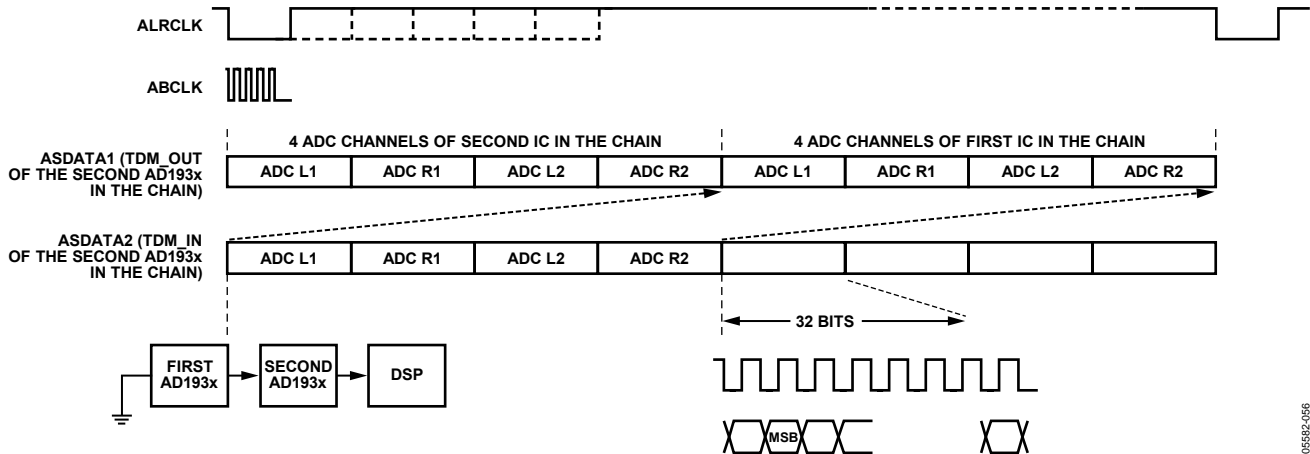 ALRCLK
ABCLK
4 ADC CHANNELS OF SECOND IC IN THE CHAIN
4 ADC CHANNELS OF FIRST IC IN THE CHAIN
ASDATA1 (TDM_OUT
OF THE SECOND AD193x
IN THE CHAIN)
ADC L1
ADC R1
ADC L2
ADC R2
ADC L1
ADC R1
ADC L2
ADC R2
ASDATA2 (TDM_IN
OF THE SECOND AD193x
IN THE CHAIN)
ADC L1
ADC R1
ADC L2
ADC R2
32 BITS
FIRST
AD193x
SECOND
AD193x
DSP
MSB
05582-056